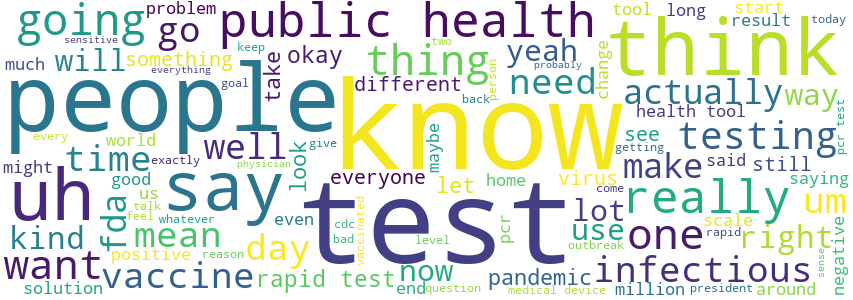 going
go
problem
public health
tool
long
start
result
today
sensitive
keep
two
yeah
think
much
will
something
everything
take
okay
thing
different
probably
person
change
people
goal
back
need
actually
way
know
health tool
every
world
well
look
give
maybe
see
getting
testing
pcr test
might
time
exactly
physician
everyone
virus
make
said
still
uh
good
us
talk
feel
say
test
let
home
come
really
saying
um
fda
whatever
even
cdc
vaccinated
pcr
use
lot
one
scale
right
negative
kind
mean
bad
level
outbreak
rapid
sense
want
positive
reason
day
now
pandemic
infectious
solution
vaccine
rapid test
end
question
medical device
million
president
around